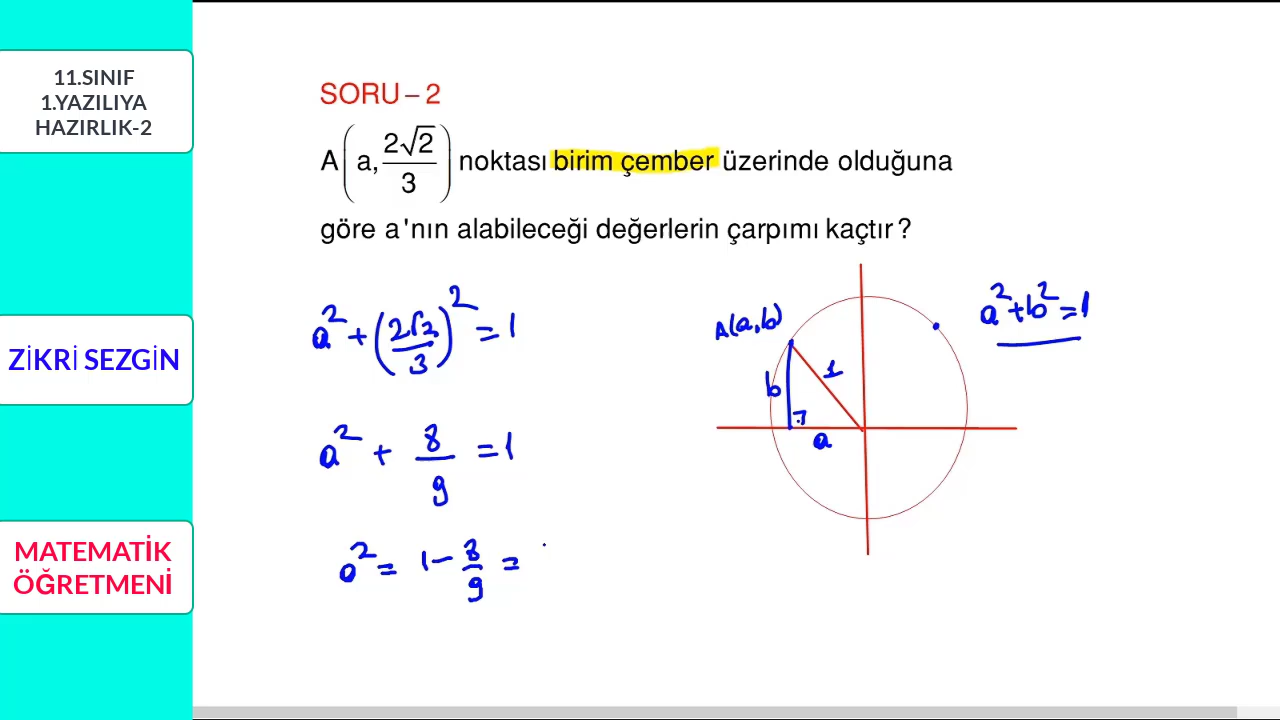 11.SINIF
1.YAZILIYA
HAZIRLIK-2
ZİKRİ SEZGİN
MATEMATİK
ÖĞRETMENİ
SORU – 2
A(a, 2√2/3) noktası birim çember üzerinde olduğuna
göre a'nın alabileceği değerlerin çarpımı kaçtır ?
a² + (2√2/3)² = 1
a² + 8/9 = 1
a² = 1 − 8/9 =
A(a,b)
a²+b²=1
1
b
a